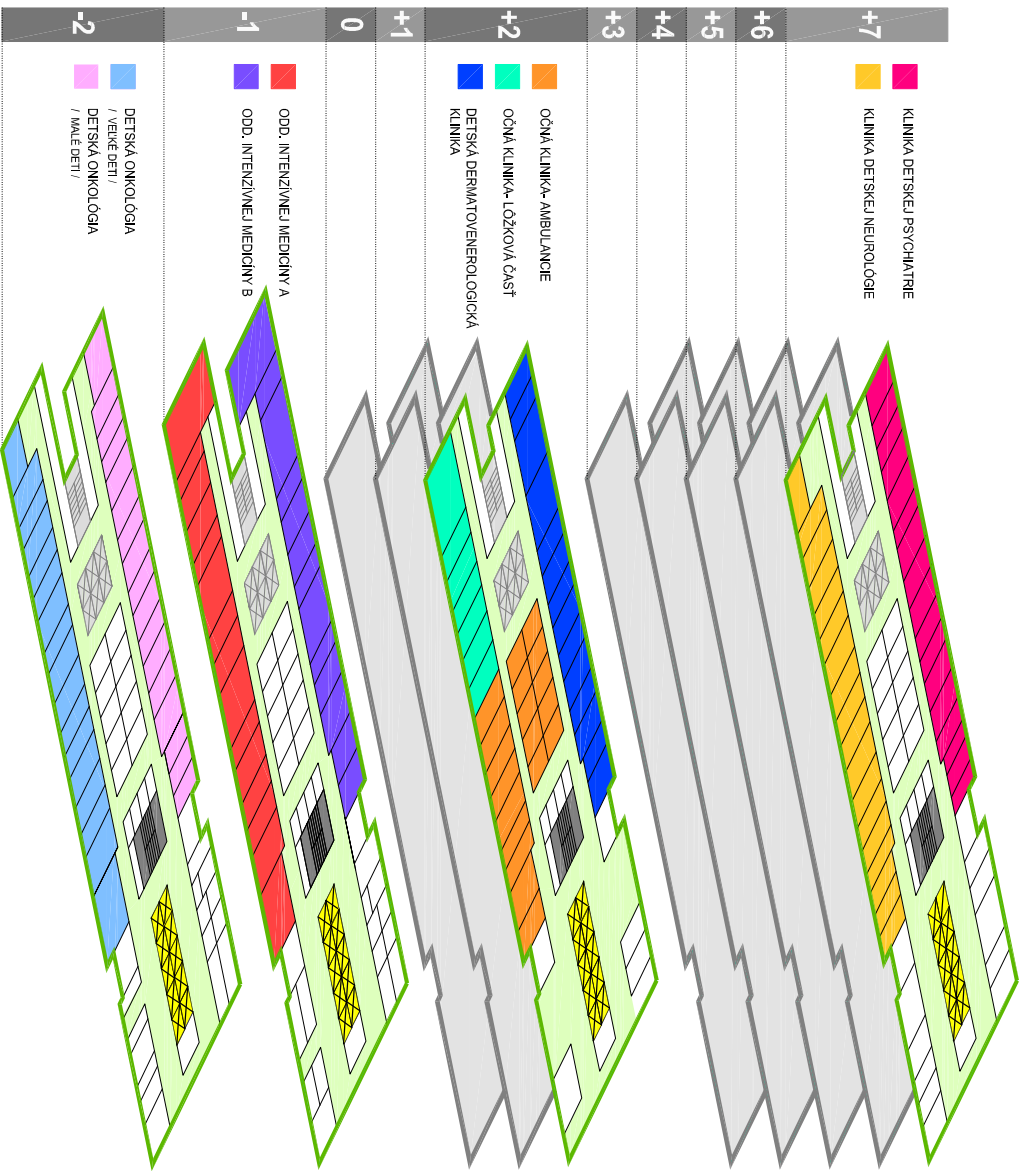 +7
KLINIKA DETSKEJ PSYCHIATRIE
KLINIKA DETSKEJ NEUROLÓGIE
+6
+5
+4
+3
+2
OČNÁ KLINIKA- AMBULANCIE
OČNÁ KLINIKA- LÔŽKOVÁ ČASŤ
DETSKÁ DERMATOVENEROLOGICKÁ
KLINIKA
+1
0
-1
ODD. INTENZÍVNEJ MEDICÍNY A
ODD. INTENZÍVNEJ MEDICÍNY B
-2
DETSKÁ ONKOLÓGIA
/ VEĽKÉ DETI /
DETSKÁ ONKOLÓGIA
/ MALÉ DETI /